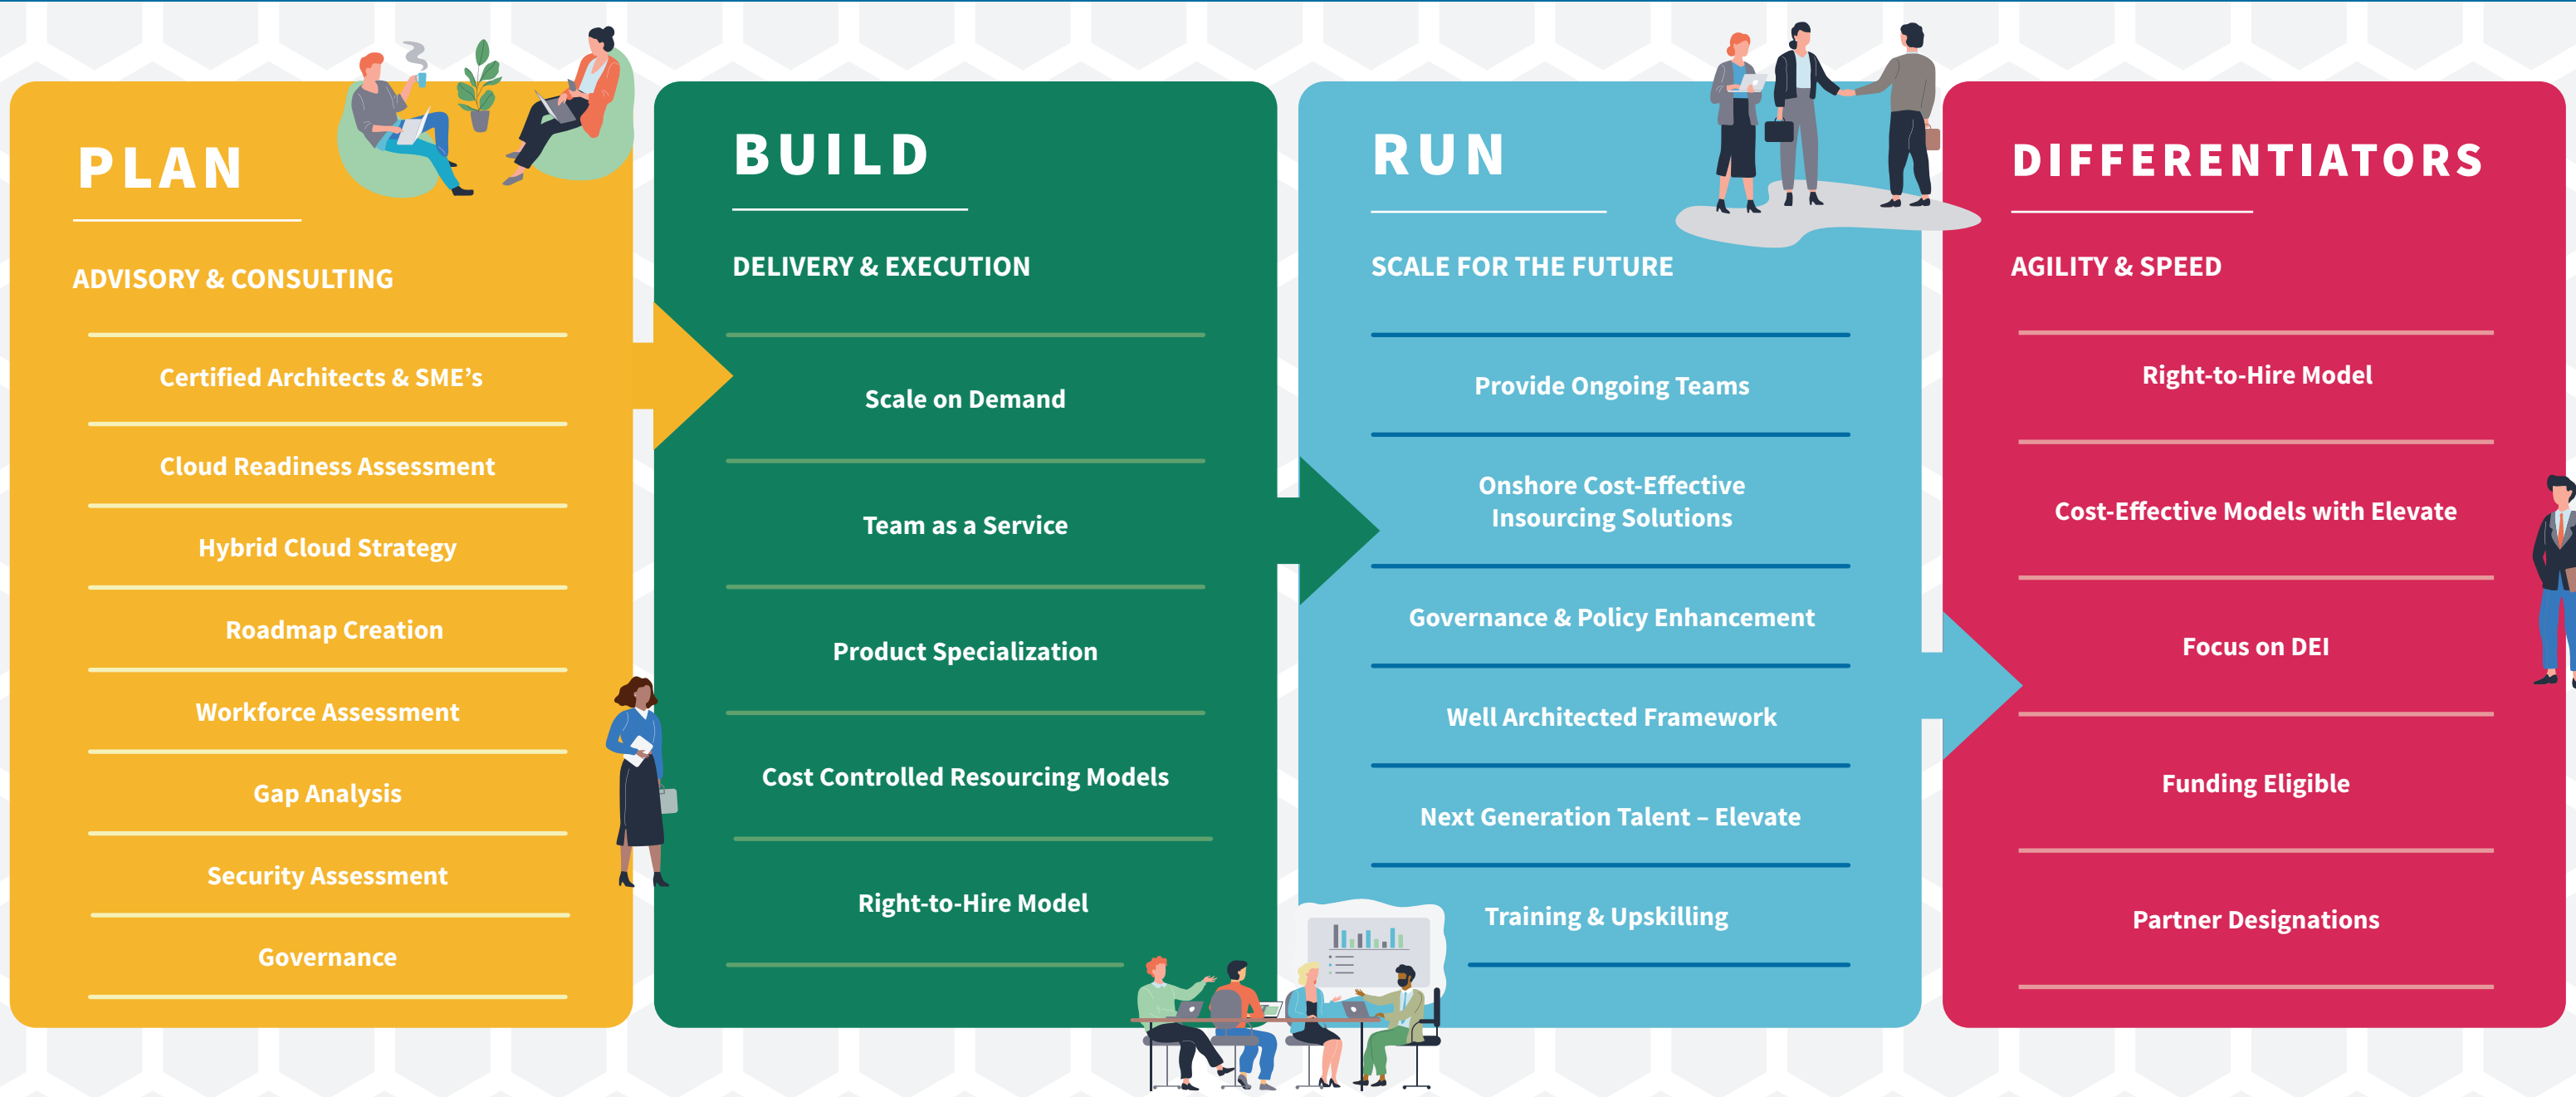 PLAN
ADVISORY & CONSULTING
Certified Architects & SME’s
Cloud Readiness Assessment
Hybrid Cloud Strategy
Roadmap Creation
Workforce Assessment
Gap Analysis
Security Assessment
Governance
BUILD
DELIVERY & EXECUTION
Scale on Demand
Team as a Service
Product Specialization
Cost Controlled Resourcing Models
Right-to-Hire Model
RUN
SCALE FOR THE FUTURE
Provide Ongoing Teams
Onshore Cost-Effective
Insourcing Solutions
Governance & Policy Enhancement
Well Architected Framework
Next Generation Talent – Elevate
Training & Upskilling
DIFFERENTIATORS
AGILITY & SPEED
Right-to-Hire Model
Cost-Effective Models with Elevate
Focus on DEI
Funding Eligible
Partner Designations